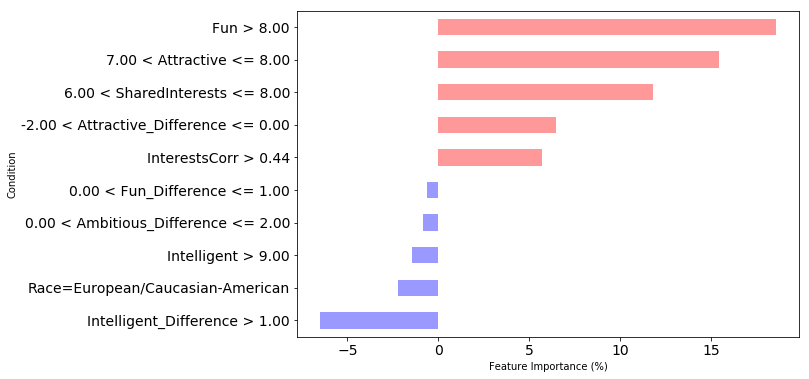 Fun > 8.00
7.00 < Attractive <= 8.00
6.00 < SharedInterests <= 8.00
-2.00 < Attractive_Difference <= 0.00
InterestsCorr > 0.44
0.00 < Fun_Difference <= 1.00
0.00 < Ambitious_Difference <= 2.00
Intelligent > 9.00
Race=European/Caucasian-American
Intelligent_Difference > 1.00
Condition
−5 0 5 10 15
Feature Importance (%)